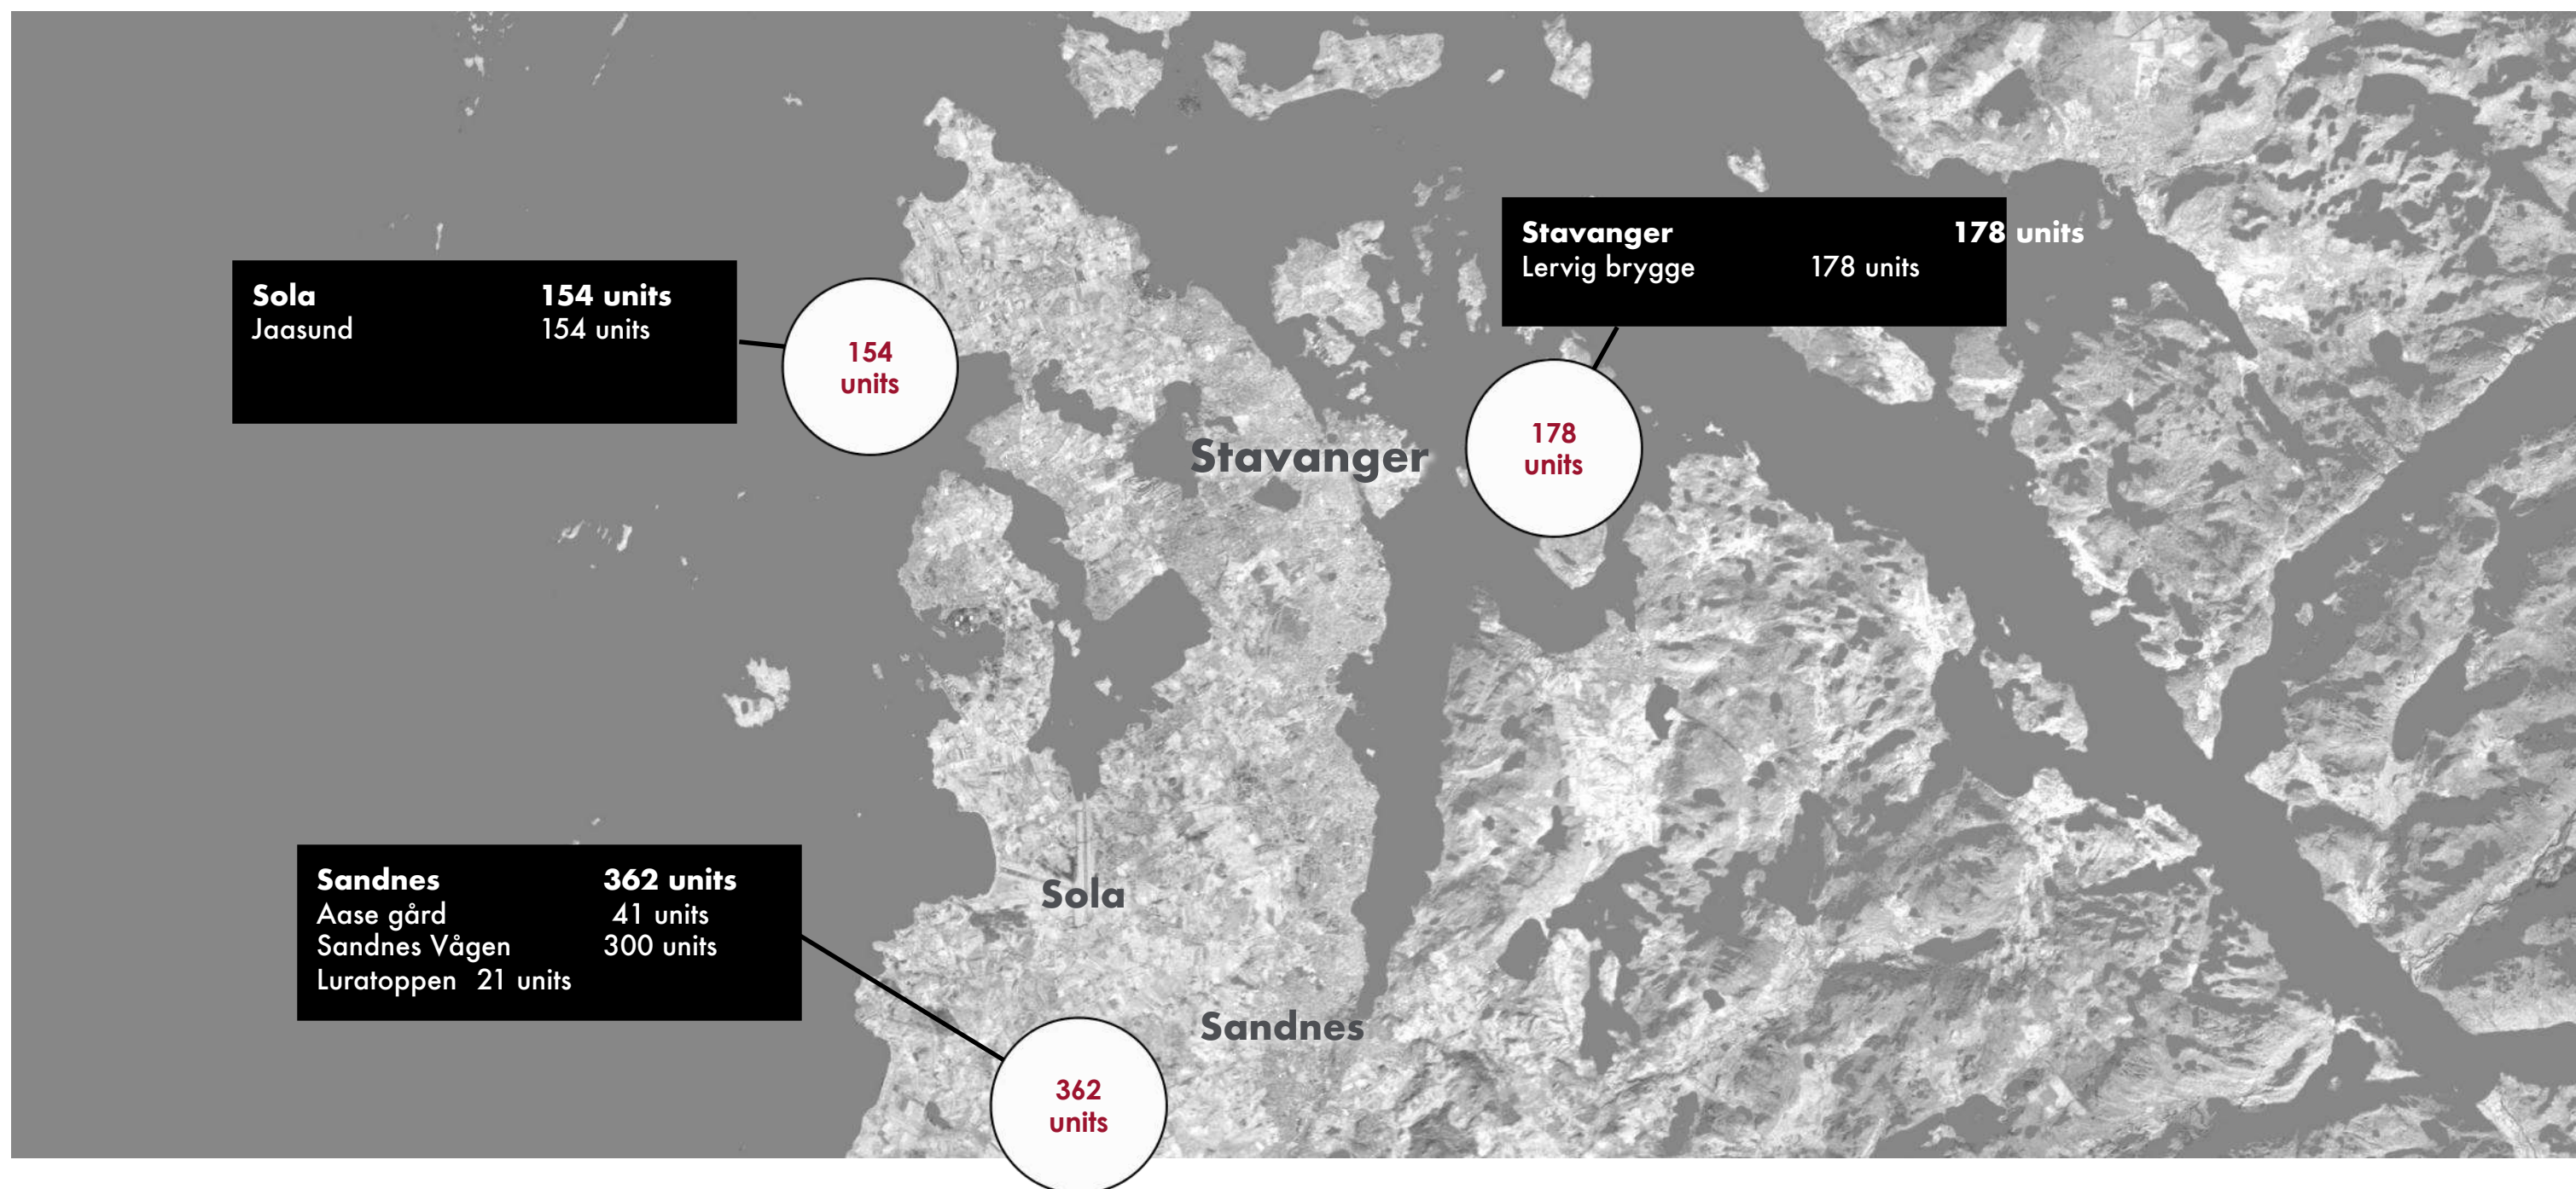 Stavanger 178 units
Lervig brygge 178 units
Sola 154 units
Jaasund 154 units
154
units
178
units
Stavanger
Sandnes 362 units
Aase gård 41 units
Sandnes Vågen 300 units
Luratoppen 21 units
Sola
Sandnes
362
units